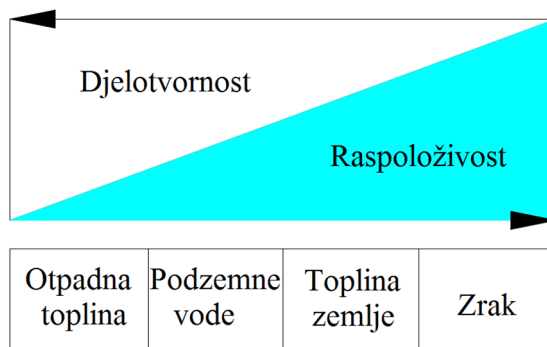 Djelotvornost
Raspoloživost
Otpadna
toplina
Podzemne
vode
Toplina
zemlje
Zrak